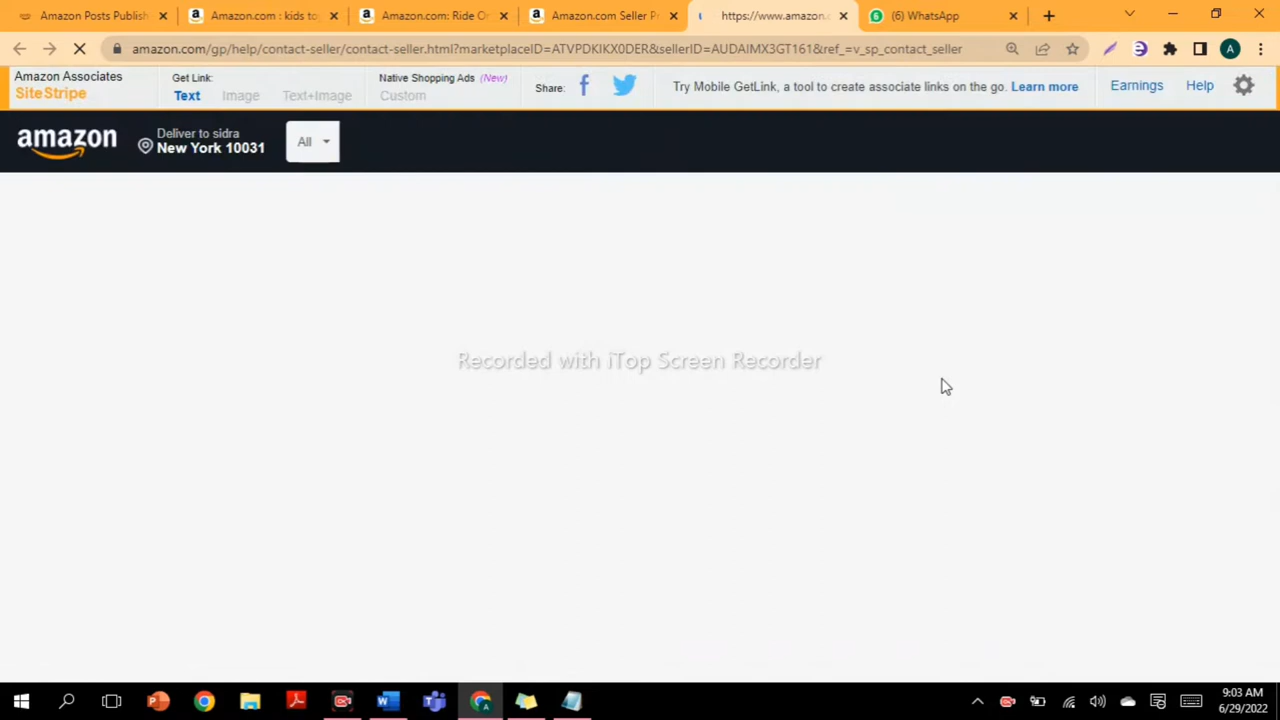 Amazon Posts Publish
Amazon.com : kids to
Amazon.com: Ride O
Amazon.com Seller P
https://www.amazon.
(6) WhatsApp
amazon.com/gp/help/contact-seller/contact-seller.html?marketplaceID=ATVPDKIKX0DER&sellerID=AUDAIMX3GT161&ref_=v_sp_contact_seller
A
Amazon Associates
SiteStripe
Get Link:
Text Image Text+Image
Native Shopping Ads (New)
Custom
Share:
Try Mobile GetLink, a tool to create associate links on the go. Learn more
Earnings
Help
amazon
Deliver to sidra
New York 10031
All
Recorded with iTop Screen Recorder
9:03 AM
6/29/2022